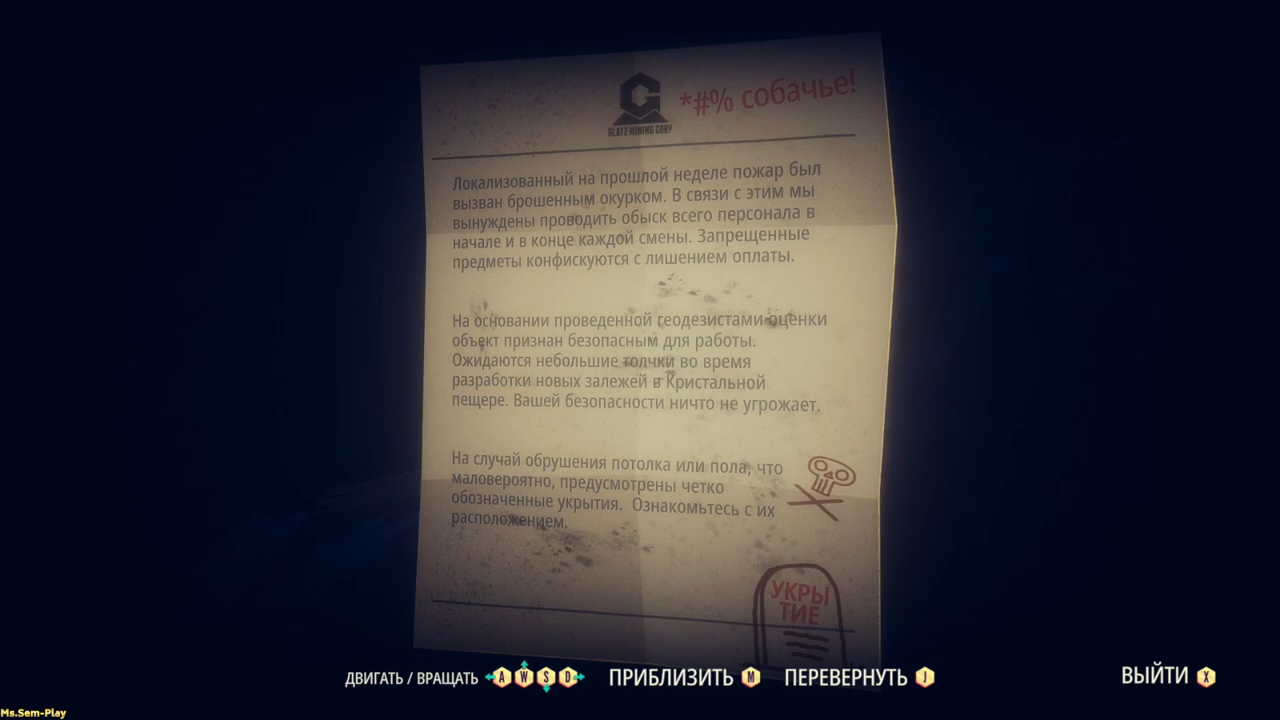 *#% собачье!
GLATZ MINING CORP
Локализованный на прошлой неделе пожар был
вызван брошенным окурком. В связи с этим мы
вынуждены проводить обыск всего персонала в
начале и в конце каждой смены. Запрещенные
предметы конфискуются с лишением оплаты.
На основании проведенной геодезистами оценки
объект признан безопасным для работы.
Ожидаются небольшие толчки во время
разработки новых залежей в Кристальной
пещере. Вашей безопасности ничто не угрожает.
На случай обрушения потолка или пола, что
маловероятно, предусмотрены четко
обозначенные укрытия. Ознакомьтесь с их
расположением.
УКРЫ
ТИЕ
ДВИГАТЬ / ВРАЩАТЬ A W S D ПРИБЛИЗИТЬ M ПЕРЕВЕРНУТЬ J ВЫЙТИ X
Ms.Sem-Play